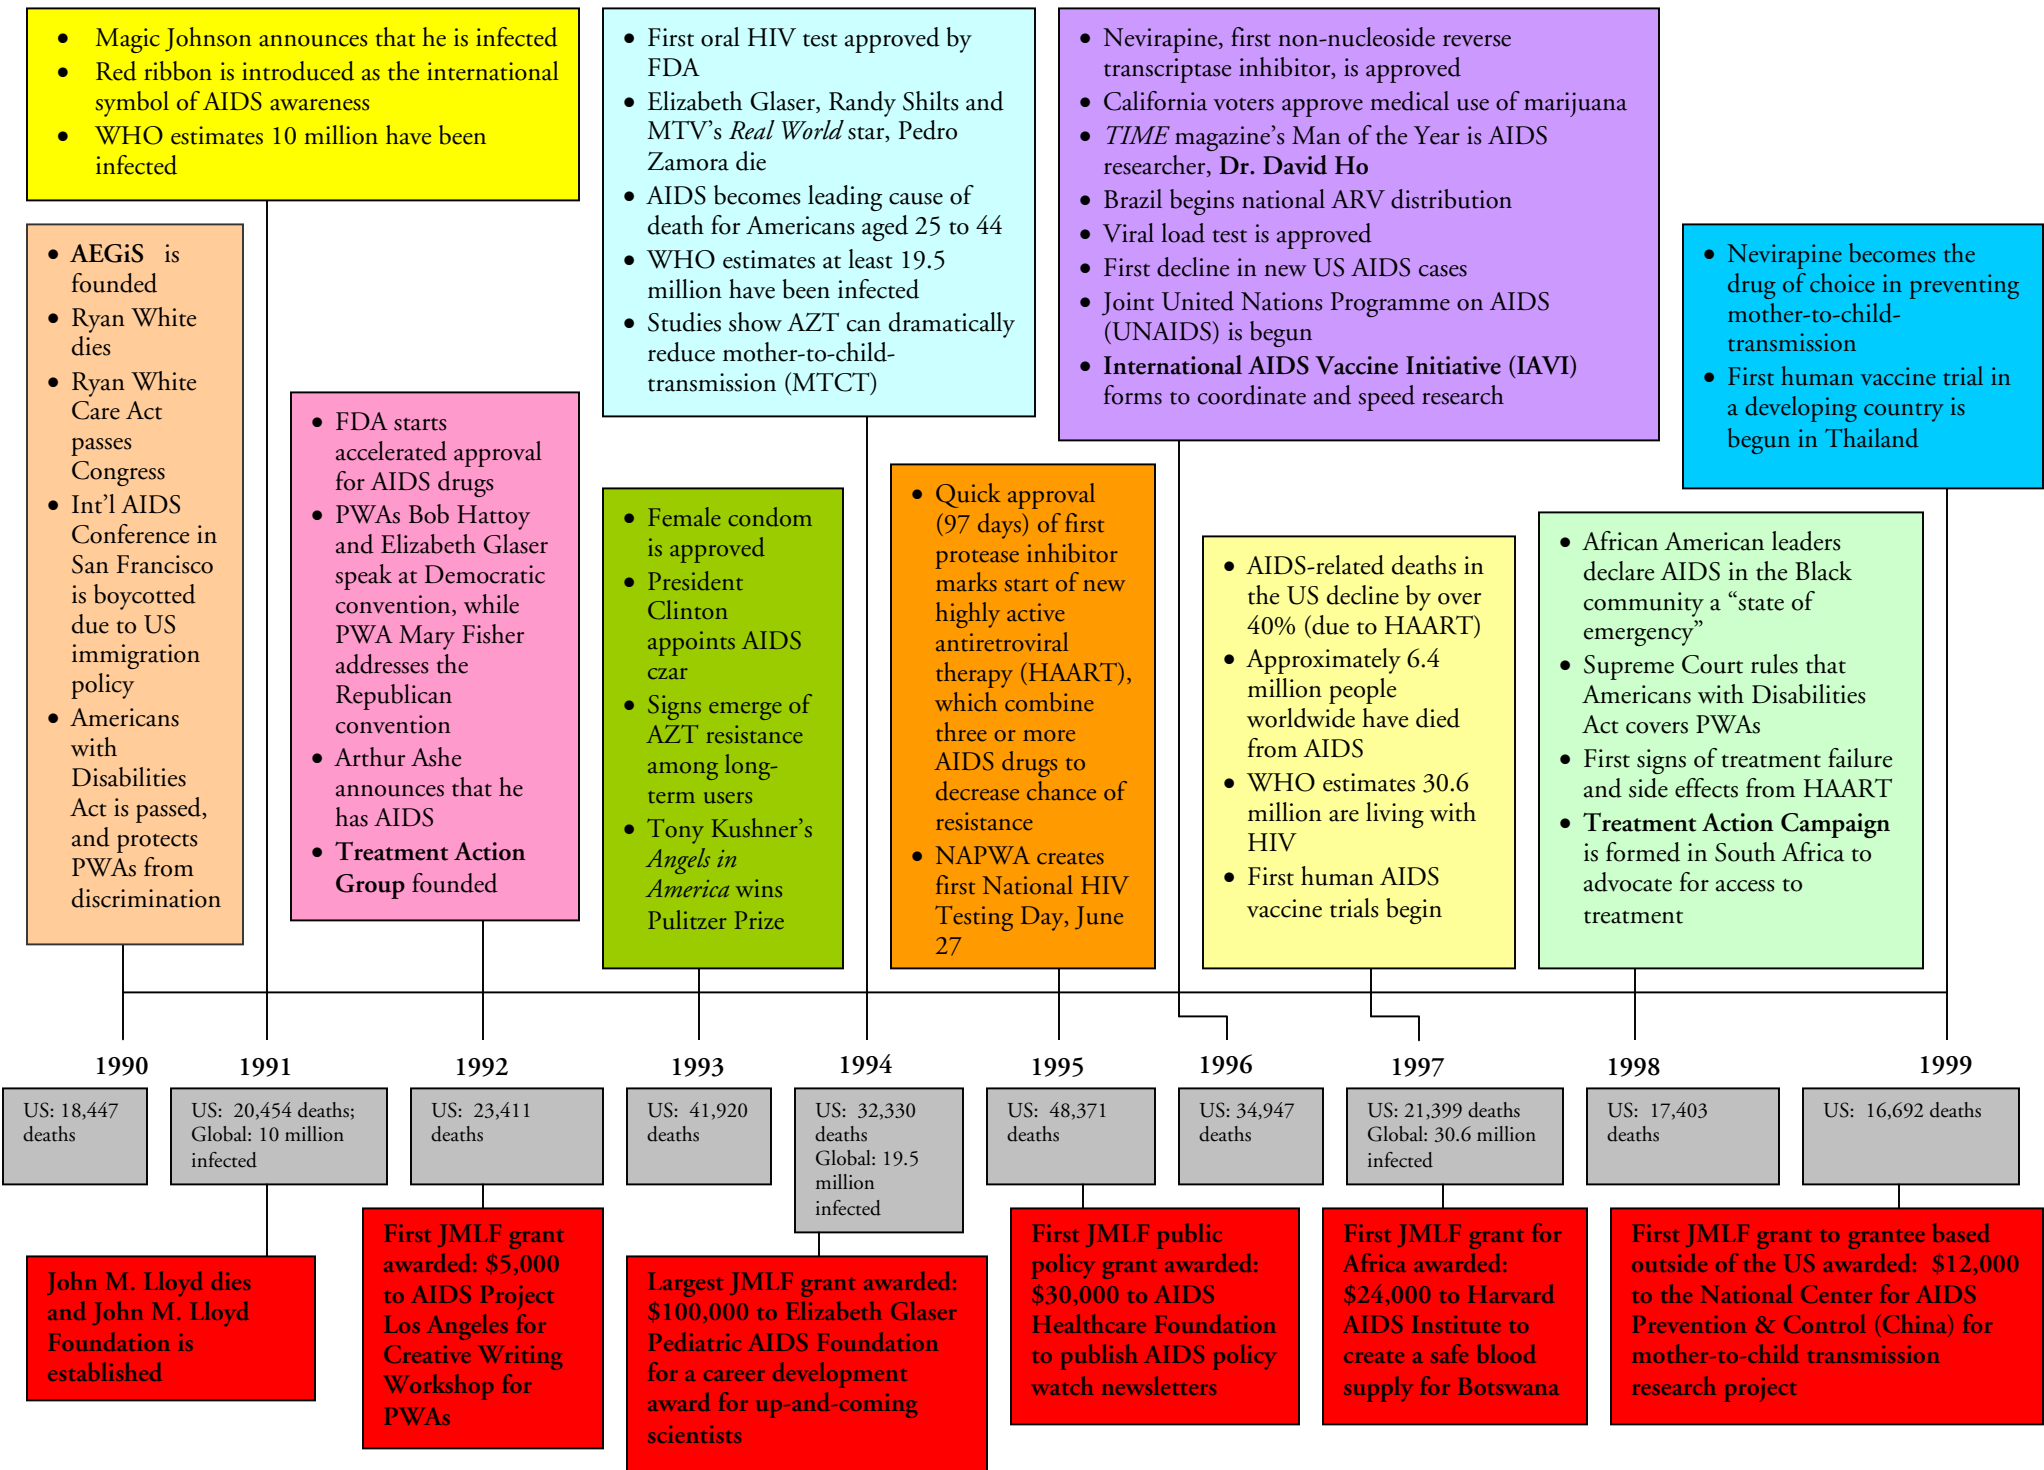 • Magic Johnson announces that he is infected
• Red ribbon is introduced as the international
symbol of AIDS awareness
• WHO estimates 10 million have been
infected
• First oral HIV test approved by
FDA
• Elizabeth Glaser, Randy Shilts and
MTV’s Real World star, Pedro
Zamora die
• AIDS becomes leading cause of
death for Americans aged 25 to 44
• WHO estimates at least 19.5
million have been infected
• Studies show AZT can dramatically
reduce mother-to-child-
transmission (MTCT)
• Nevirapine, first non-nucleoside reverse
transcriptase inhibitor, is approved
• California voters approve medical use of marijuana
• TIME magazine’s Man of the Year is AIDS
researcher, Dr. David Ho
• Brazil begins national ARV distribution
• Viral load test is approved
• First decline in new US AIDS cases
• Joint United Nations Programme on AIDS
(UNAIDS) is begun
• International AIDS Vaccine Initiative (IAVI)
forms to coordinate and speed research
• Nevirapine becomes the
drug of choice in preventing
mother-to-child-
transmission
• First human vaccine trial in
a developing country is
begun in Thailand
• AEGiS is
founded
• Ryan White
dies
• Ryan White
Care Act
passes
Congress
• Int’l AIDS
Conference in
San Francisco
is boycotted
due to US
immigration
policy
• Americans
with
Disabilities
Act is passed,
and protects
PWAs from
discrimination
• FDA starts
accelerated approval
for AIDS drugs
• PWAs Bob Hattoy
and Elizabeth Glaser
speak at Democratic
convention, while
PWA Mary Fisher
addresses the
Republican
convention
• Arthur Ashe
announces that he
has AIDS
• Treatment Action
Group founded
• Female condom
is approved
• President
Clinton
appoints AIDS
czar
• Signs emerge of
AZT resistance
among long-
term users
• Tony Kushner’s
Angels in
America wins
Pulitzer Prize
• Quick approval
(97 days) of first
protease inhibitor
marks start of new
highly active
antiretroviral
therapy (HAART),
which combine
three or more
AIDS drugs to
decrease chance of
resistance
• NAPWA creates
first National HIV
Testing Day, June
27
• AIDS-related deaths in
the US decline by over
40% (due to HAART)
• Approximately 6.4
million people
worldwide have died
from AIDS
• WHO estimates 30.6
million are living with
HIV
• First human AIDS
vaccine trials begin
• African American leaders
declare AIDS in the Black
community a “state of
emergency”
• Supreme Court rules that
Americans with Disabilities
Act covers PWAs
• First signs of treatment failure
and side effects from HAART
• Treatment Action Campaign
is formed in South Africa to
advocate for access to
treatment
1990
1991
1992
1993
1994
1995
1996
1997
1998
1999
US: 18,447
deaths
US: 20,454 deaths;
Global: 10 million
infected
US: 23,411
deaths
US: 41,920
deaths
US: 32,330
deaths
Global: 19.5
million
infected
US: 48,371
deaths
US: 34,947
deaths
US: 21,399 deaths
Global: 30.6 million
infected
US: 17,403
deaths
US: 16,692 deaths
John M. Lloyd dies
and John M. Lloyd
Foundation is
established
First JMLF grant
awarded: $5,000
to AIDS Project
Los Angeles for
Creative Writing
Workshop for
PWAs
Largest JMLF grant awarded:
$100,000 to Elizabeth Glaser
Pediatric AIDS Foundation
for a career development
award for up-and-coming
scientists
First JMLF public
policy grant awarded:
$30,000 to AIDS
Healthcare Foundation
to publish AIDS policy
watch newsletters
First JMLF grant for
Africa awarded:
$24,000 to Harvard
AIDS Institute to
create a safe blood
supply for Botswana
First JMLF grant to grantee based
outside of the US awarded: $12,000
to the National Center for AIDS
Prevention & Control (China) for
mother-to-child transmission
research project